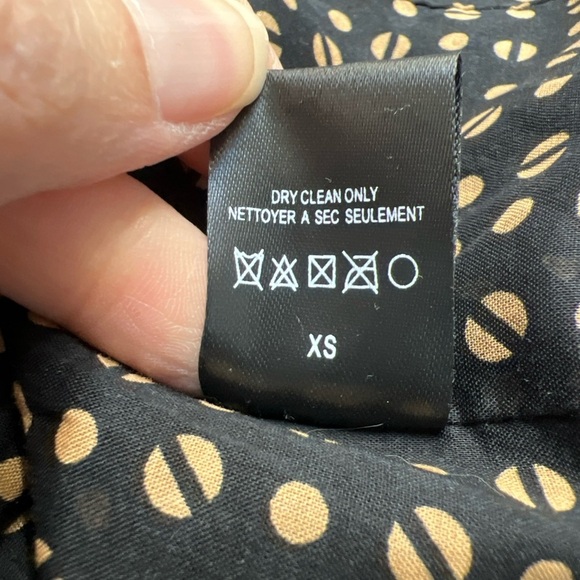 DRY CLEAN ONLY
NETTOYER A SEC SEULEMENT
XS